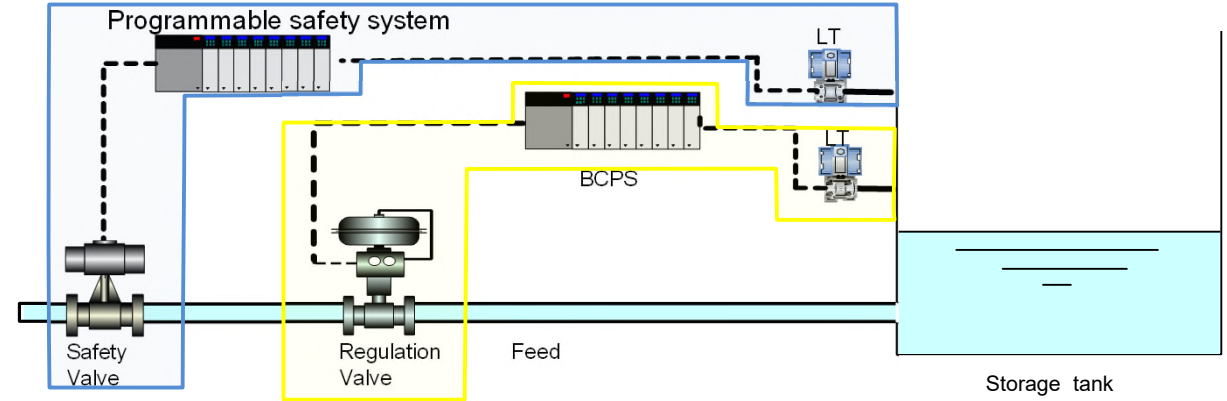 Programmable safety system
LT
LT
BCPS
Safety
Valve
Regulation
Valve
Feed
Storage tank